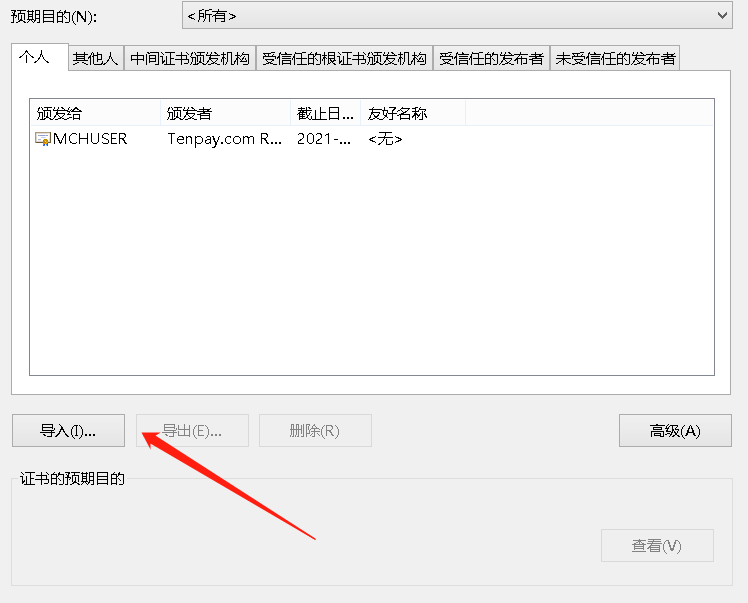 预期目的(N): <所有>
个人 其他人 中间证书颁发机构 受信任的根证书颁发机构 受信任的发布者 未受信任的发布者
颁发给 颁发者 截止日... 友好名称
MCHUSER Tenpay.com R... 2021-... <无>
导入(I)... 导出(E)... 删除(R) 高级(A)
证书的预期目的
查看(V)